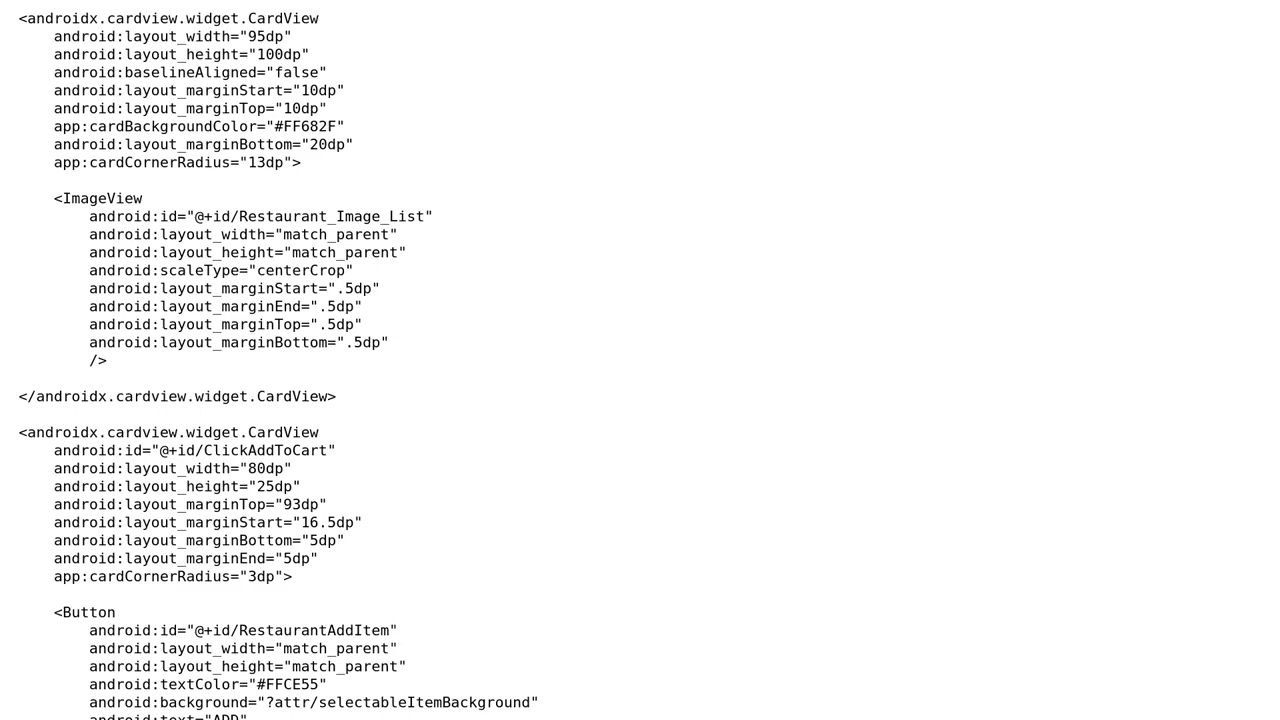 <androidx.cardview.widget.CardView
    android:layout_width="95dp"
    android:layout_height="100dp"
    android:baselineAligned="false"
    android:layout_marginStart="10dp"
    android:layout_marginTop="10dp"
    app:cardBackgroundColor="#FF682F"
    android:layout_marginBottom="20dp"
    app:cardCornerRadius="13dp">

    <ImageView
        android:id="@+id/Restaurant_Image_List"
        android:layout_width="match_parent"
        android:layout_height="match_parent"
        android:scaleType="centerCrop"
        android:layout_marginStart=".5dp"
        android:layout_marginEnd=".5dp"
        android:layout_marginTop=".5dp"
        android:layout_marginBottom=".5dp"
        />

</androidx.cardview.widget.CardView>

<androidx.cardview.widget.CardView
    android:id="@+id/ClickAddToCart"
    android:layout_width="80dp"
    android:layout_height="25dp"
    android:layout_marginTop="93dp"
    android:layout_marginStart="16.5dp"
    android:layout_marginBottom="5dp"
    android:layout_marginEnd="5dp"
    app:cardCornerRadius="3dp">

    <Button
        android:id="@+id/RestaurantAddItem"
        android:layout_width="match_parent"
        android:layout_height="match_parent"
        android:textColor="#FFCE55"
        android:background="?attr/selectableItemBackground"
        android:text="ADD"